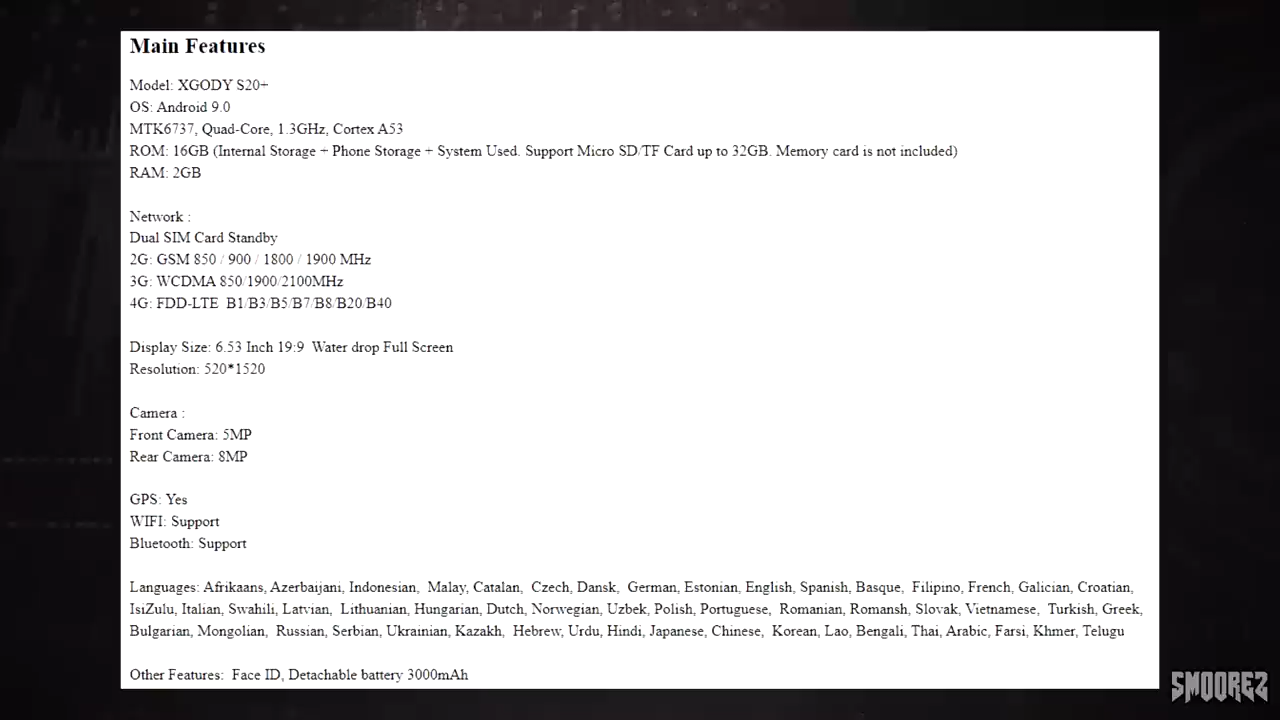 Main Features
Model: XGODY S20+
OS: Android 9.0
MTK6737, Quad-Core, 1.3GHz, Cortex A53
ROM: 16GB (Internal Storage + Phone Storage + System Used. Support Micro SD/TF Card up to 32GB. Memory card is not included)
RAM: 2GB
Network :
Dual SIM Card Standby
2G: GSM 850 / 900 / 1800 / 1900 MHz
3G: WCDMA 850/1900/2100MHz
4G: FDD-LTE  B1/B3/B5/B7/B8/B20/B40
Display Size: 6.53 Inch 19:9  Water drop Full Screen
Resolution: 520*1520
Camera :
Front Camera: 5MP
Rear Camera: 8MP
GPS: Yes
WIFI: Support
Bluetooth: Support
Languages: Afrikaans, Azerbaijani, Indonesian,  Malay, Catalan,  Czech, Dansk,  German, Estonian, English, Spanish, Basque,  Filipino, French, Galician, Croatian,
IsiZulu, Italian, Swahili, Latvian,  Lithuanian, Hungarian, Dutch, Norwegian, Uzbek, Polish, Portuguese,  Romanian, Romansh, Slovak, Vietnamese,  Turkish, Greek,
Bulgarian, Mongolian,  Russian, Serbian, Ukrainian, Kazakh,  Hebrew, Urdu, Hindi, Japanese, Chinese,  Korean, Lao, Bengali, Thai, Arabic, Farsi, Khmer, Telugu
Other Features:  Face ID, Detachable battery 3000mAh
SMOOREZ